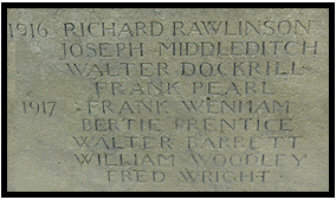 1916 RICHARD RAWLINSON
JOSEPH MIDDLEDITCH
WALTER DOCKRILL
FRANK PEARL
1917 FRANK WENHAM
BERTIE PRENTICE
WALTER BARRETT
WILLIAM WOODLEY
FRED WRIGHT